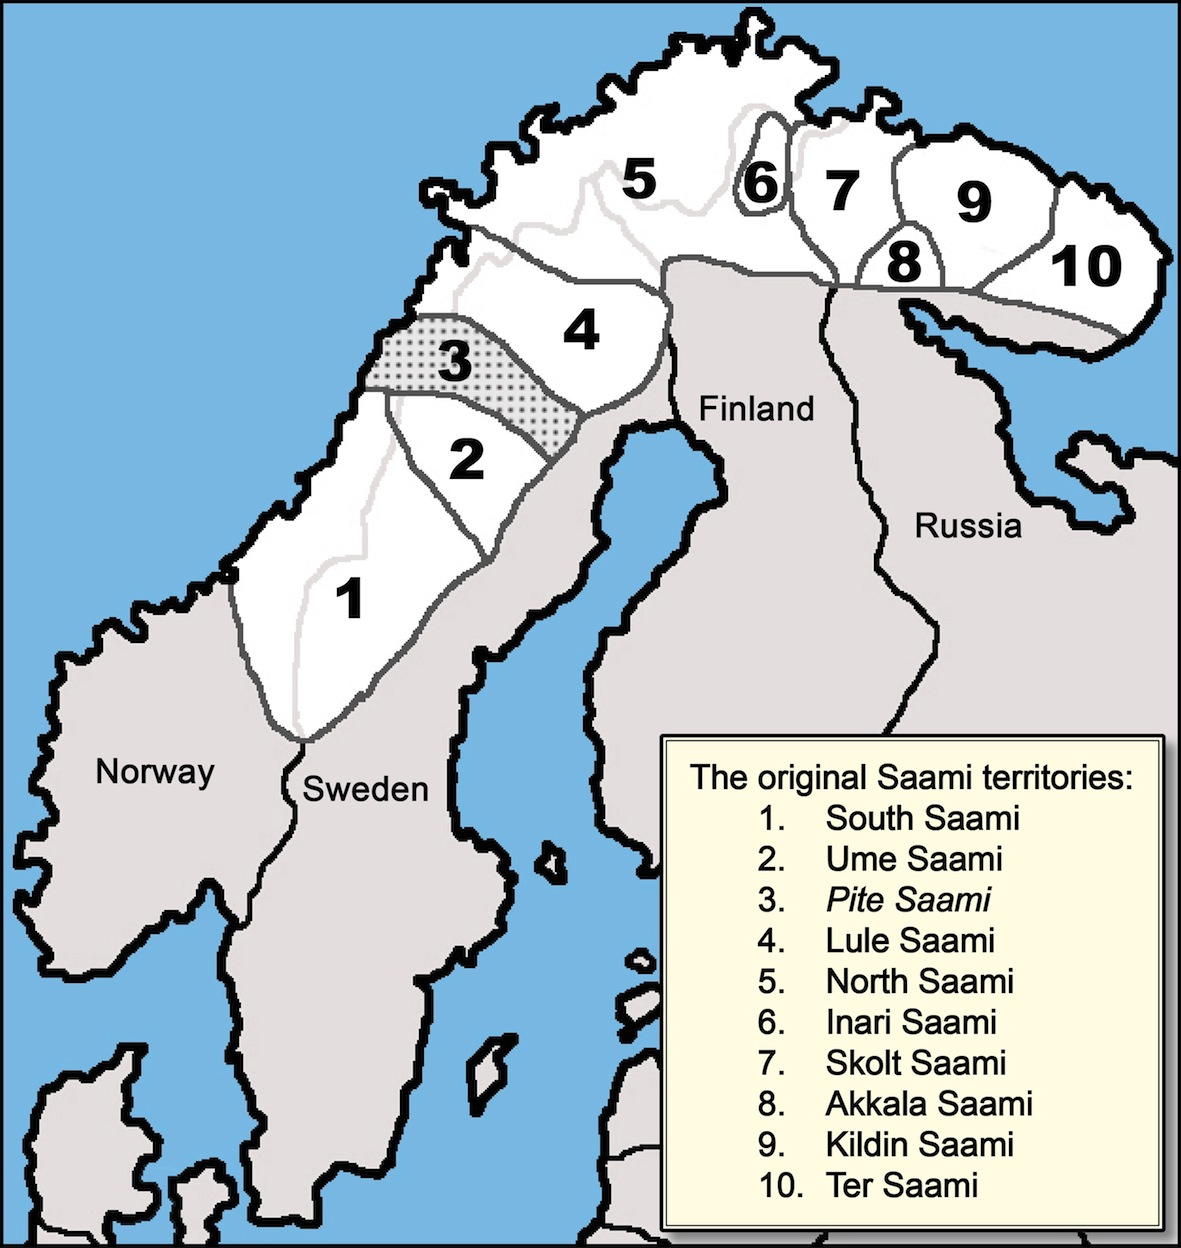 5
6
7
9
8
10
4
3
Finland
2
Russia
1
Norway
Sweden
The original Saami territories:
1. South Saami
2. Ume Saami
3. Pite Saami
4. Lule Saami
5. North Saami
6. Inari Saami
7. Skolt Saami
8. Akkala Saami
9. Kildin Saami
10. Ter Saami